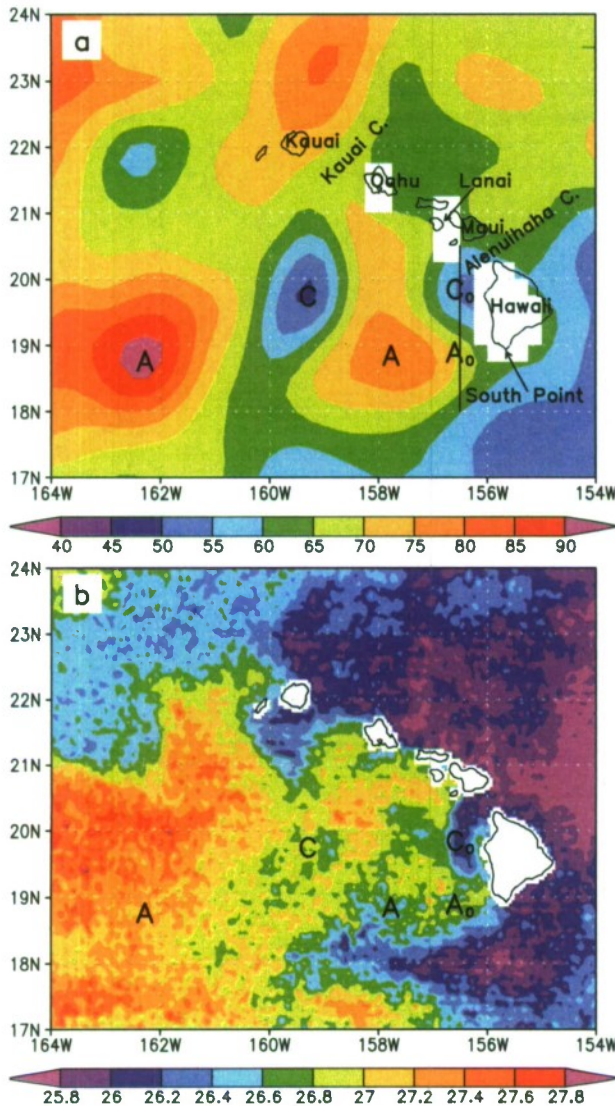 24N
a
23N
22N
Kauai
Kauai C.
21N
Oahu
Lanai
Maui
Alenuihaha C.
20N
C
C₀
Hawaii
19N
A
A
A₀
18N
South Point
17N
164W 162W 160W 158W 156W 154W
40 45 50 55 60 65 70 75 80 85 90
24N
b
23N
22N
21N
20N
C
C₀
19N
A
A
A₀
18N
17N
164W 162W 160W 158W 156W 154W
25.8 26 26.2 26.4 26.6 26.8 27 27.2 27.4 27.6 27.8